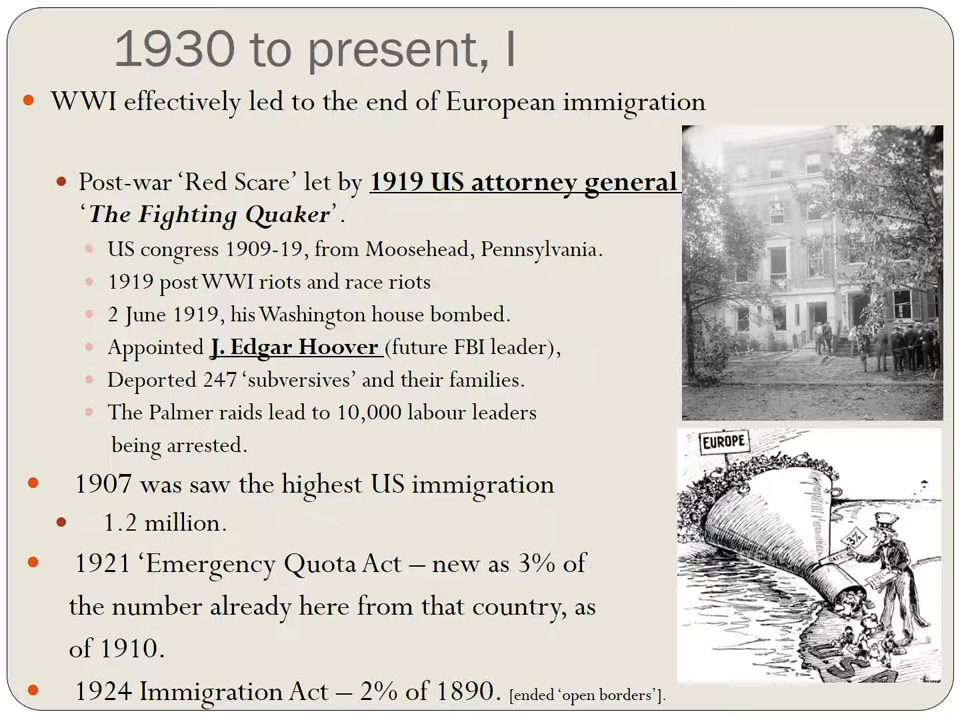 1930 to present, I
WWI effectively led to the end of European immigration
Post-war ‘Red Scare’ let by 1919 US attorney general
‘The Fighting Quaker’.
US congress 1909-19, from Moosehead, Pennsylvania.
1919 post WWI riots and race riots
2 June 1919, his Washington house bombed.
Appointed J. Edgar Hoover (future FBI leader),
Deported 247 ‘subversives’ and their families.
The Palmer raids lead to 10,000 labour leaders
being arrested.
1907 was saw the highest US immigration
1.2 million.
1921 ‘Emergency Quota Act – new as 3% of
the number already here from that country, as
of 1910.
1924 Immigration Act – 2% of 1890. [ended ‘open borders’].
EUROPE
3%